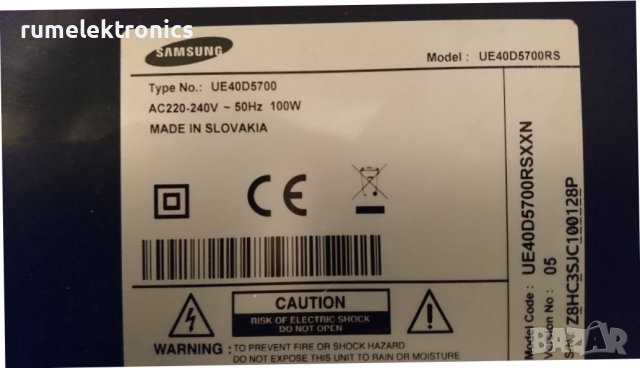 rumelektronics
SAMSUNG
Model : UE40D5700RS
Type No.: UE40D5700
AC220-240V ~ 50Hz 100W
MADE IN SLOVAKIA
CE
CAUTION
RISK OF ELECTRIC SHOCK
DO NOT OPEN
WARNING : TO PREVENT FIRE OR SHOCK HAZARD
DO NOT EXPOSE THIS UNIT TO RAIN OR MOISTURE
Model Code : UE40D5700RSXXN
Version No : 05
S/N : Z8HC3SJC100128P
BAZAR